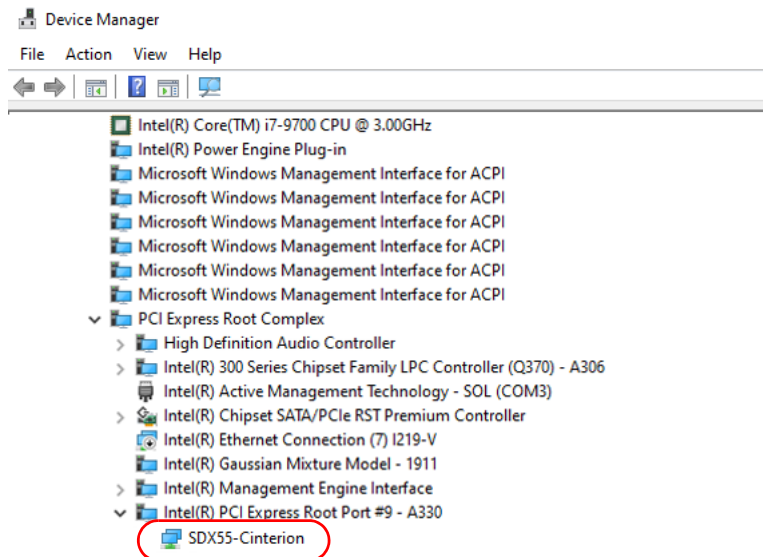 Device Manager
File Action View Help
Intel(R) Core(TM) i7-9700 CPU @ 3.00GHz
Intel(R) Power Engine Plug-in
Microsoft Windows Management Interface for ACPI
Microsoft Windows Management Interface for ACPI
Microsoft Windows Management Interface for ACPI
Microsoft Windows Management Interface for ACPI
Microsoft Windows Management Interface for ACPI
Microsoft Windows Management Interface for ACPI
PCI Express Root Complex
High Definition Audio Controller
Intel(R) 300 Series Chipset Family LPC Controller (Q370) - A306
Intel(R) Active Management Technology - SOL (COM3)
Intel(R) Chipset SATA/PCIe RST Premium Controller
Intel(R) Ethernet Connection (7) I219-V
Intel(R) Gaussian Mixture Model - 1911
Intel(R) Management Engine Interface
Intel(R) PCI Express Root Port #9 - A330
SDX55-Cinterion